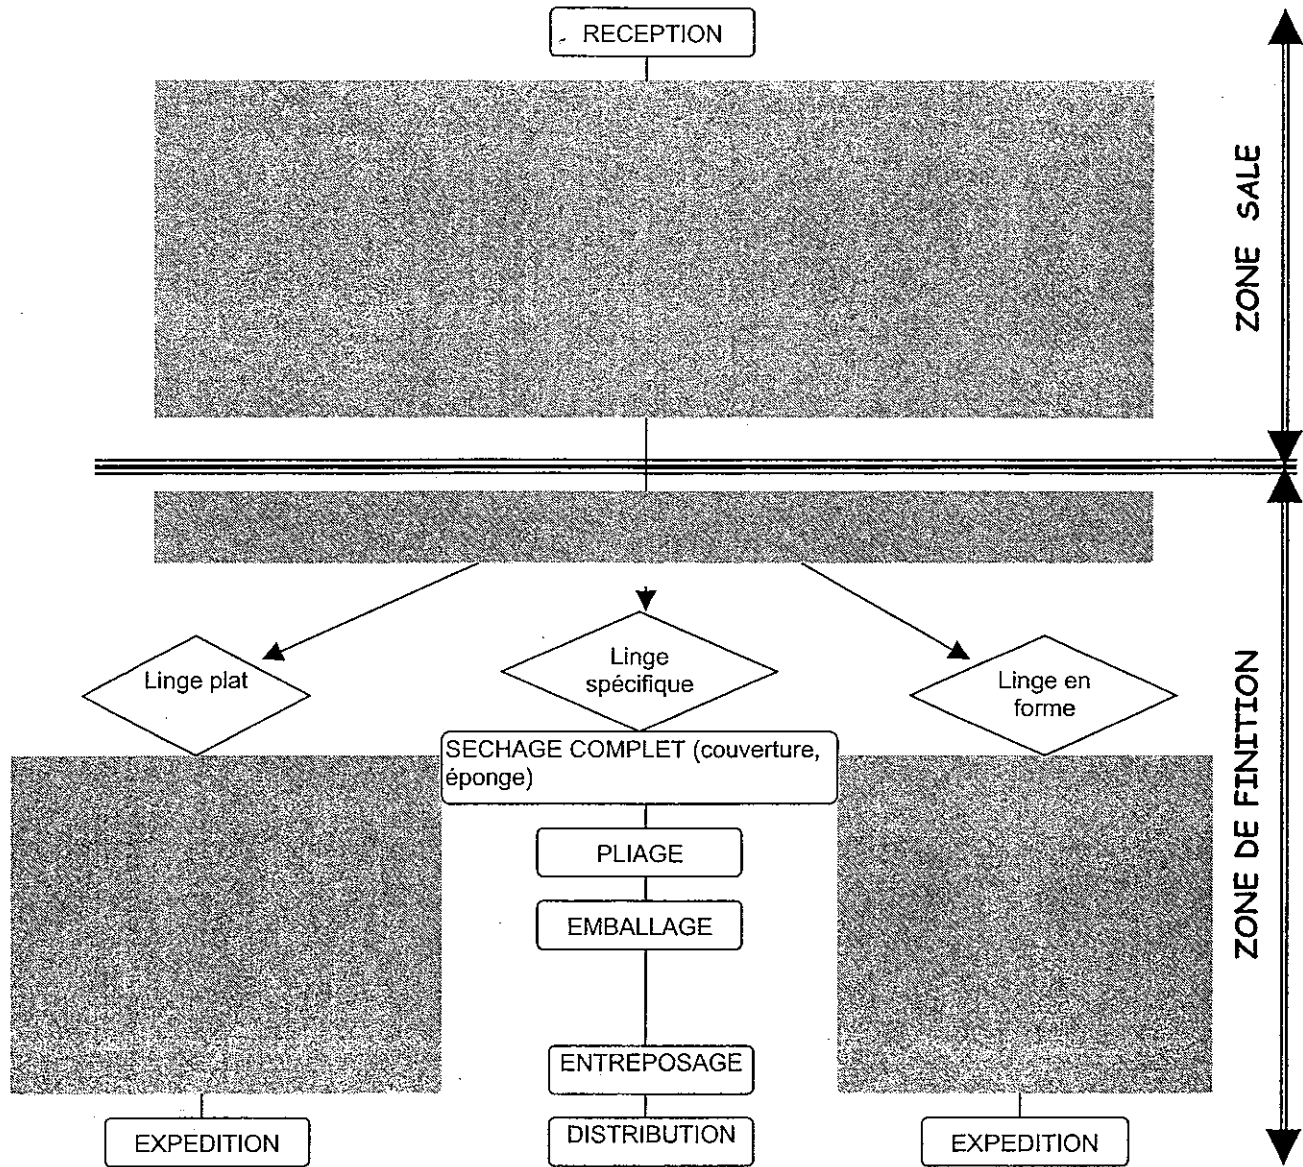 RECEPTION
ZONE SALE
Linge plat
Linge
spécifique
Linge en
forme
SECHAGE COMPLET (couverture,
éponge)
PLIAGE
EMBALLAGE
ZONE DE FINITION
ENTREPOSAGE
EXPEDITION
DISTRIBUTION
EXPEDITION